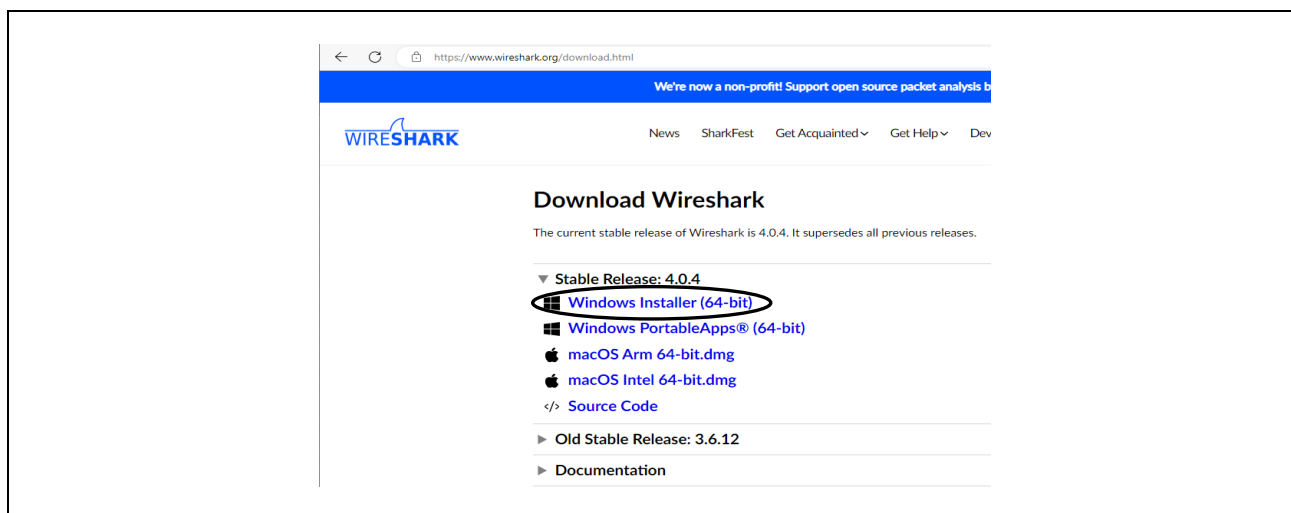 https://www.wireshark.org/download.html
We're now a non-profit! Support open source packet analysis b
WIRESHARK
News SharkFest Get Acquainted Get Help Dev
Download Wireshark
The current stable release of Wireshark is 4.0.4. It supersedes all previous releases.
Stable Release: 4.0.4
Windows Installer (64-bit)
Windows PortableApps® (64-bit)
macOS Arm 64-bit.dmg
macOS Intel 64-bit.dmg
</> Source Code
Old Stable Release: 3.6.12
Documentation